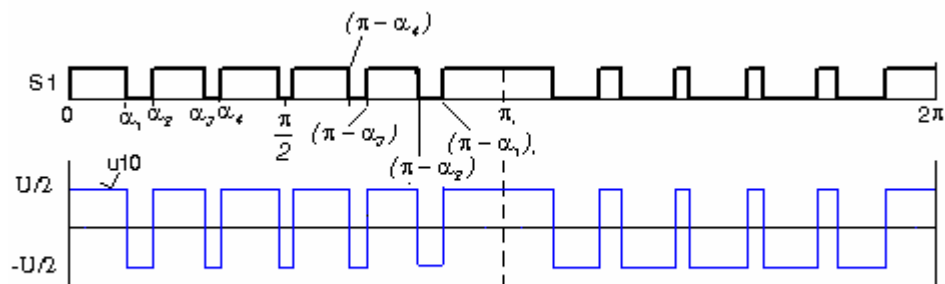 (π − α₄)
S1
0 α₁ α₂ α₃ α₄ π/2 (π − α₃) (π − α₁). π. 2π
(π − α₂)
U/2 u10
-U/2